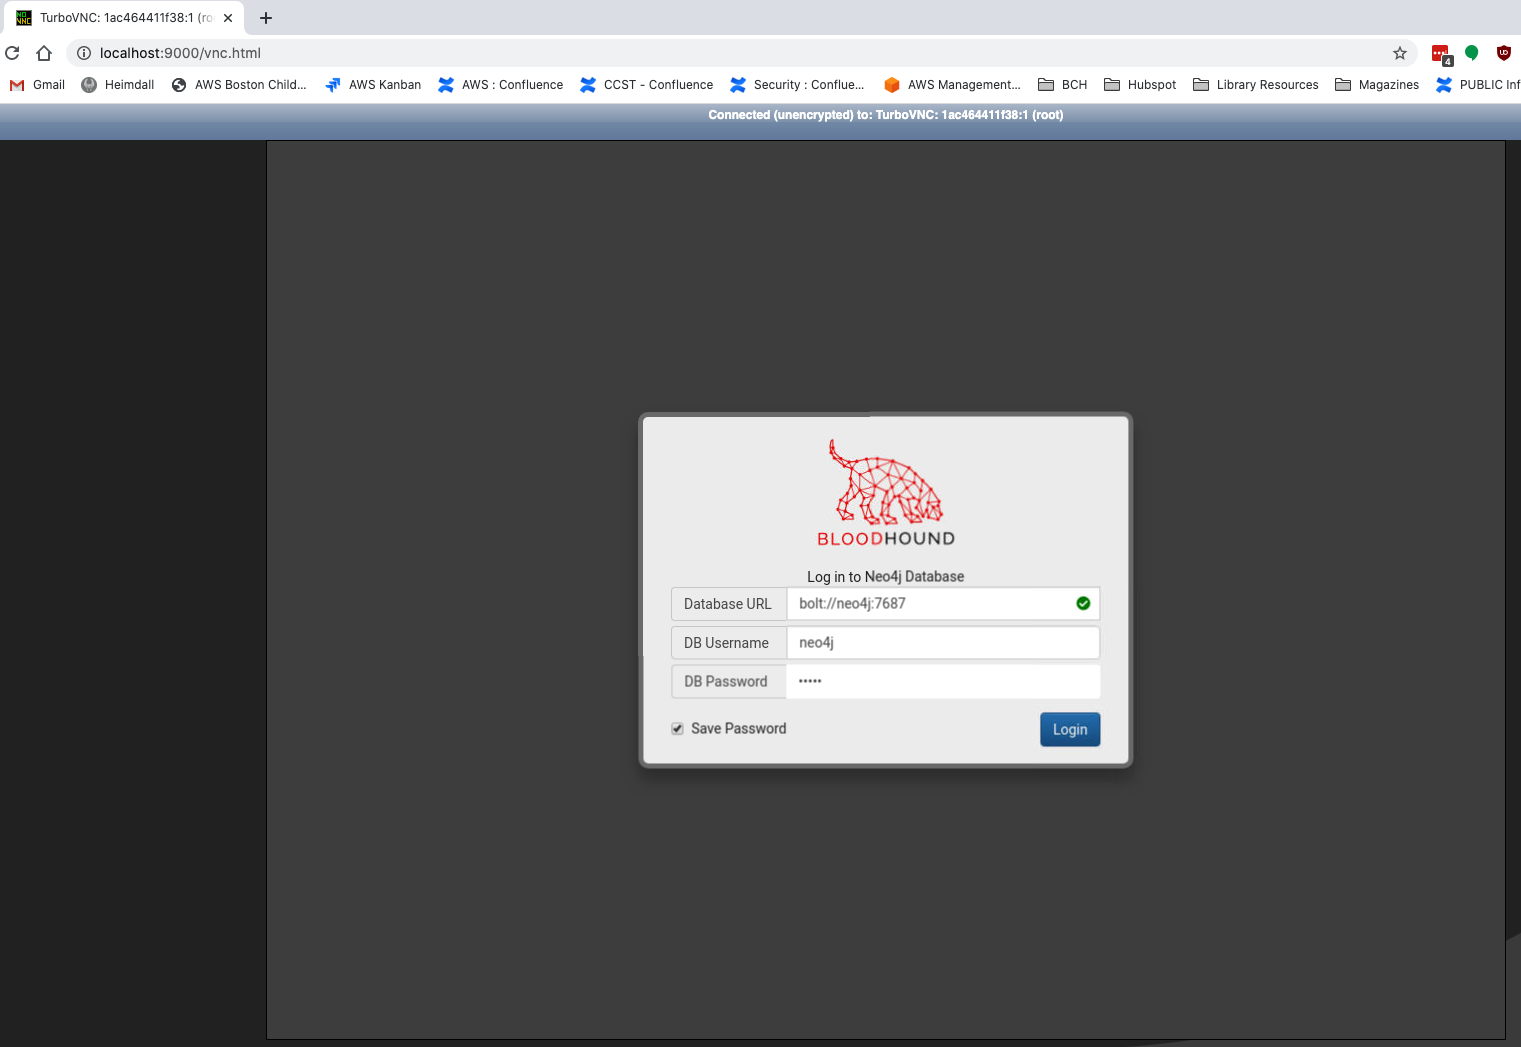 TurboVNC: 1ac464411f38:1 (ro
localhost:9000/vnc.html
4
Gmail Heimdall AWS Boston Child... AWS Kanban AWS : Confluence CCST - Confluence Security : Conflue... AWS Management... BCH Hubspot Library Resources Magazines PUBLIC Inf
Connected (unencrypted) to: TurboVNC: 1ac464411f38:1 (root)
BLOODHOUND
Log in to Neo4j Database
Database URL bolt://neo4j:7687
DB Username neo4j
DB Password •••••
Save Password Login